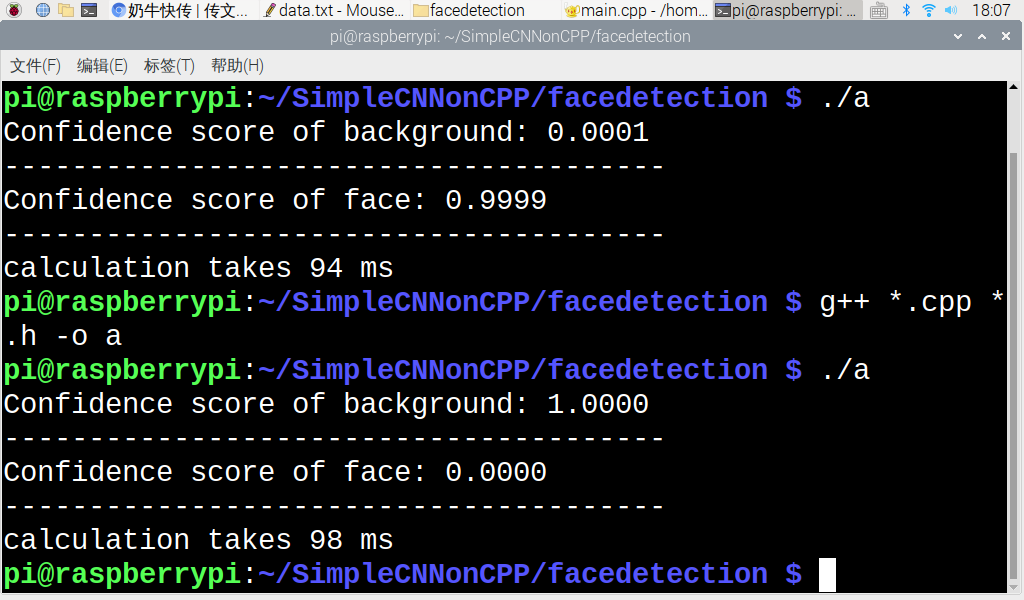 奶牛快传 | 传文... data.txt - Mouse... facedetection main.cpp - /hom... pi@raspberrypi: ... 18:07
pi@raspberrypi: ~/SimpleCNNonCPP/facedetection
文件(F) 编辑(E) 标签(T) 帮助(H)
pi@raspberrypi:~/SimpleCNNonCPP/facedetection $ ./a
Confidence score of background: 0.0001
---------------------------------------
Confidence score of face: 0.9999
---------------------------------------
calculation takes 94 ms
pi@raspberrypi:~/SimpleCNNonCPP/facedetection $ g++ *.cpp *
.h -o a
pi@raspberrypi:~/SimpleCNNonCPP/facedetection $ ./a
Confidence score of background: 1.0000
---------------------------------------
Confidence score of face: 0.0000
---------------------------------------
calculation takes 98 ms
pi@raspberrypi:~/SimpleCNNonCPP/facedetection $